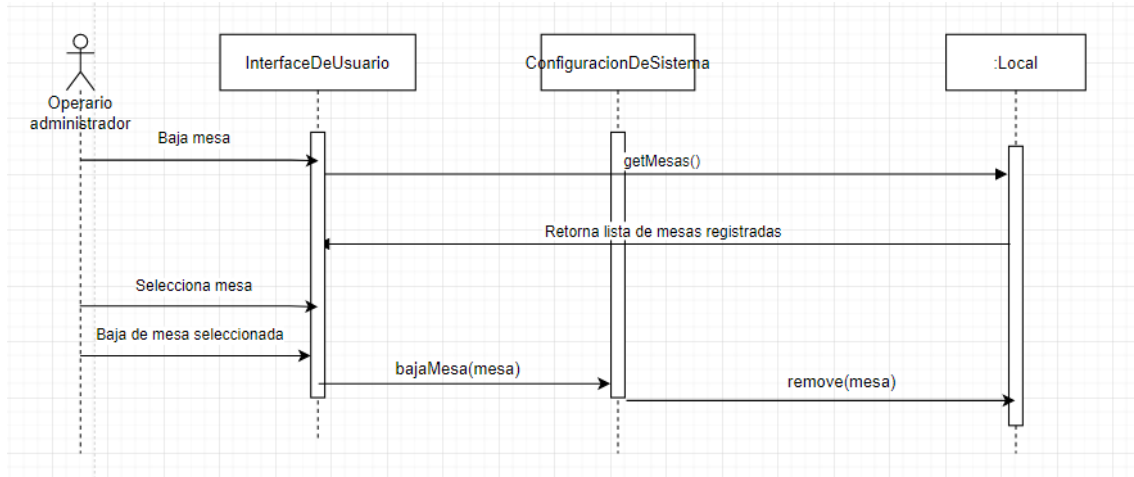 InterfaceDeUsuario
ConfiguracionDeSistema
:Local
Operario
administrador
Baja mesa
getMesas()
Retorna lista de mesas registradas
Selecciona mesa
Baja de mesa seleccionada
bajaMesa(mesa)
remove(mesa)